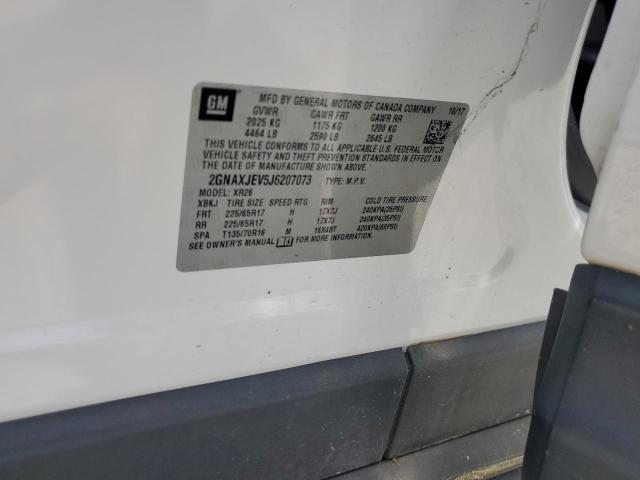 GM
MFD BY GENERAL MOTORS OF CANADA COMPANY 10/17
GVWR GAWR FRT GAWR RR
2025 KG 1175 KG 1200 KG
4464 LB 2590 LB 2645 LB
THIS VEHICLE CONFORMS TO ALL APPLICABLE U.S. FEDERAL MOTOR
VEHICLE SAFETY, BUMPER, AND THEFT PREVENTION STANDARDS IN EFFECT ON
THE DATE OF MANUFACTURE SHOWN ABOVE.
2GNAXJEV5J6207073 TYPE: M.P.V.
MODEL: XR26
XBKJ TIRE SIZE SPEED RTG RIM COLD TIRE PRESSURE
FRT 225/65R17 H 17X7J 240KPA(35PSI)
RR 225/65R17 H 17X7J 240KPA(35PSI)
SPA T135/70R16 M 16X4BT 420KPA(60PSI)
SEE OWNER'S MANUAL FOR MORE INFORMATION.